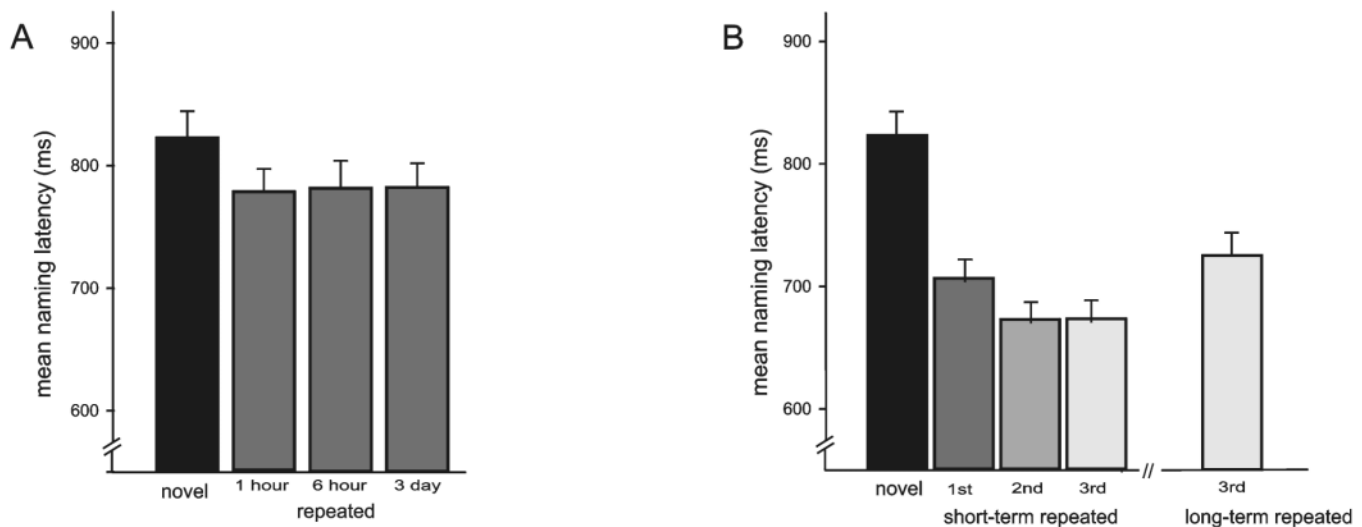 A
mean naming latency (ms)
900
800
700
600
novel
1 hour
6 hour
3 day
repeated
B
mean naming latency (ms)
900
800
700
600
novel
1st
2nd
3rd
3rd
short-term repeated
long-term repeated